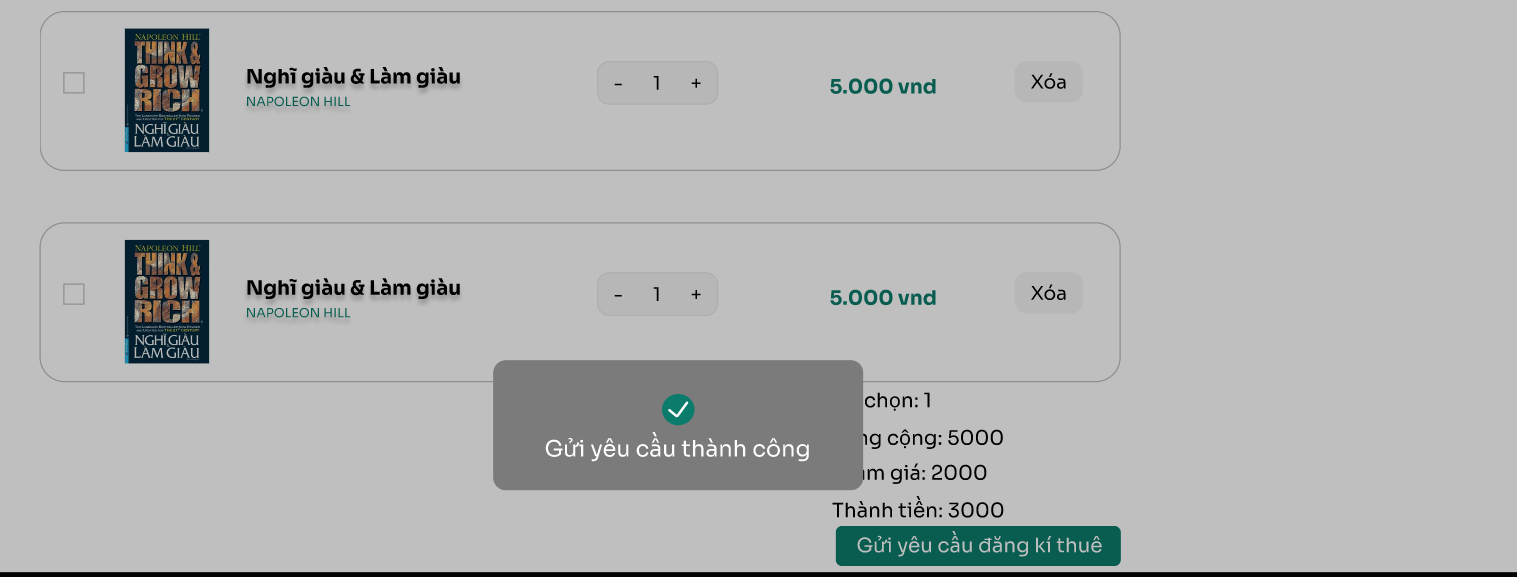 NAPOLEON HILL
THINK &
GROW
RICH
NGHĨ GIÀU
LÀM GIÀU
Nghĩ giàu & Làm giàu
NAPOLEON HILL
- 1 +
5.000 vnd
Xóa
NAPOLEON HILL
THINK &
GROW
RICH
NGHĨ GIÀU
LÀM GIÀU
Nghĩ giàu & Làm giàu
NAPOLEON HILL
- 1 +
5.000 vnd
Xóa
Gửi yêu cầu thành công
chọn: 1
ng cộng: 5000
m giá: 2000
Thành tiền: 3000
Gửi yêu cầu đăng kí thuê